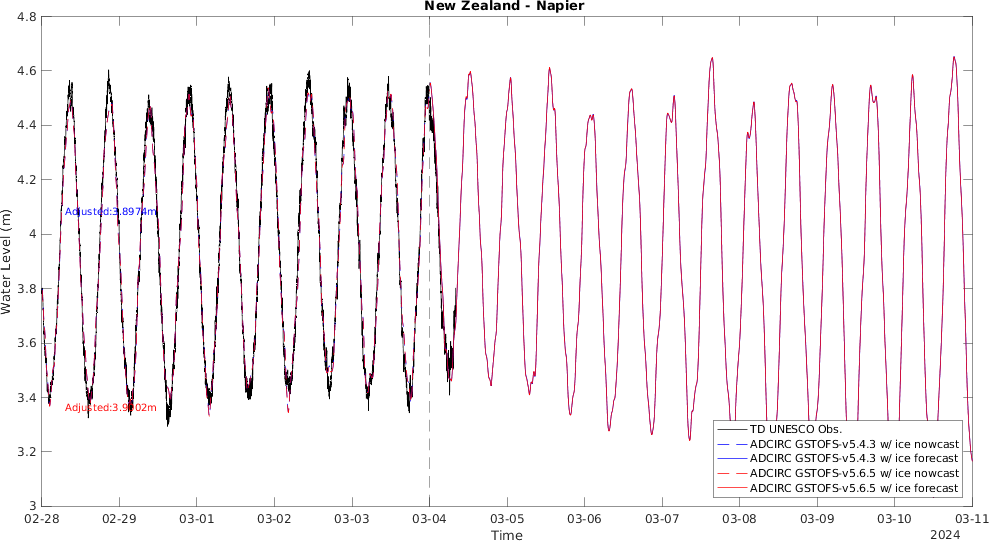 New Zealand - Napier
4.8
4.6
4.4
4.2
4
3.8
3.6
3.4
3.2
3
Water Level (m)
Adjusted:3.8974m
TD UNESCO Obs.
ADCIRC GSTOFS-v5.4.3 w/ ice nowcast
ADCIRC GSTOFS-v5.4.3 w/ ice forecast
ADCIRC GSTOFS-v5.6.5 w/ ice nowcast
ADCIRC GSTOFS-v5.6.5 w/ ice forecast
02-28 02-29 03-01 03-02 03-03 03-04 03-05 03-06 03-07 03-08 03-09 03-10 03-11
Time
2024